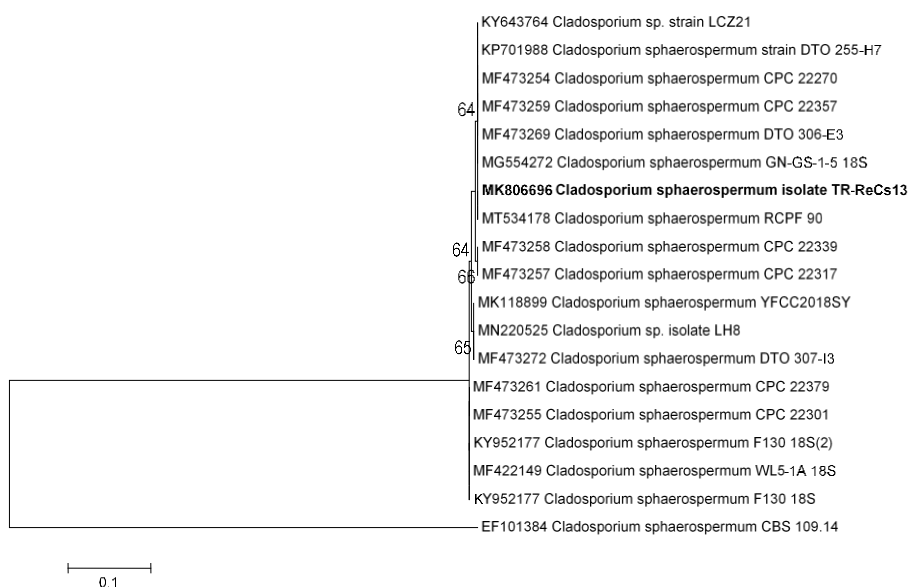 KY643764 Cladosporium sp. strain LCZ21
KP701988 Cladosporium sphaerospermum strain DTO 255-H7
MF473254 Cladosporium sphaerospermum CPC 22270
MF473259 Cladosporium sphaerospermum CPC 22357
64
MF473269 Cladosporium sphaerospermum DTO 306-E3
MG554272 Cladosporium sphaerospermum GN-GS-1-5 18S
MK806696 Cladosporium sphaerospermum isolate TR-ReCs13
MT534178 Cladosporium sphaerospermum RCPF 90
64
MF473258 Cladosporium sphaerospermum CPC 22339
66
MF473257 Cladosporium sphaerospermum CPC 22317
MK118899 Cladosporium sphaerospermum YFCC2018SY
MN220525 Cladosporium sp. isolate LH8
65
MF473272 Cladosporium sphaerospermum DTO 307-I3
MF473261 Cladosporium sphaerospermum CPC 22379
MF473255 Cladosporium sphaerospermum CPC 22301
KY952177 Cladosporium sphaerospermum F130 18S(2)
MF422149 Cladosporium sphaerospermum WL5-1A 18S
KY952177 Cladosporium sphaerospermum F130 18S
EF101384 Cladosporium sphaerospermum CBS 109.14
0.1